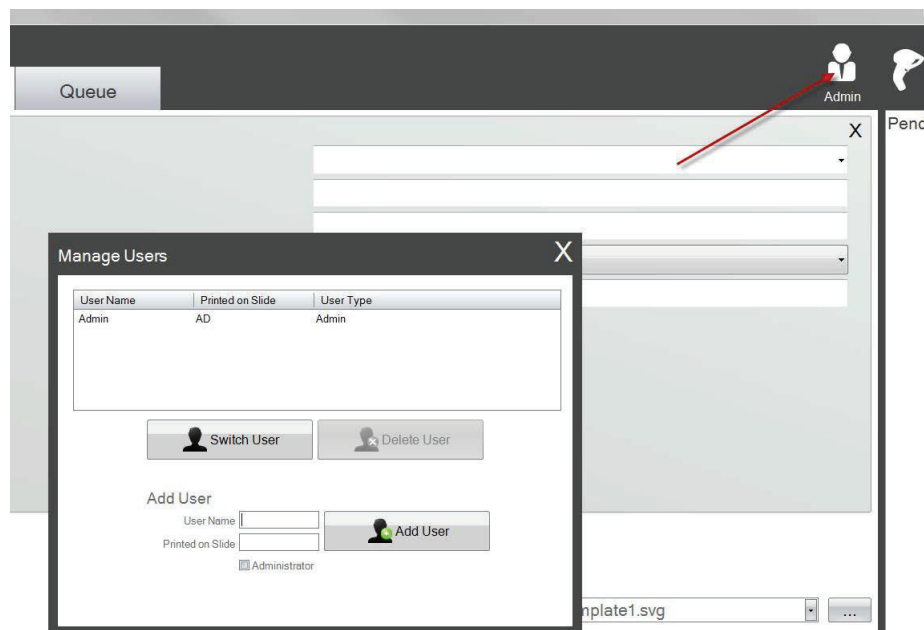 Queue
Admin
X
Pend
Manage Users
X
User Name Printed on Slide User Type
Admin AD Admin
Switch User Delete User
Add User
User Name
Add User
Printed on Slide
Administrator
nplate1.svg
...